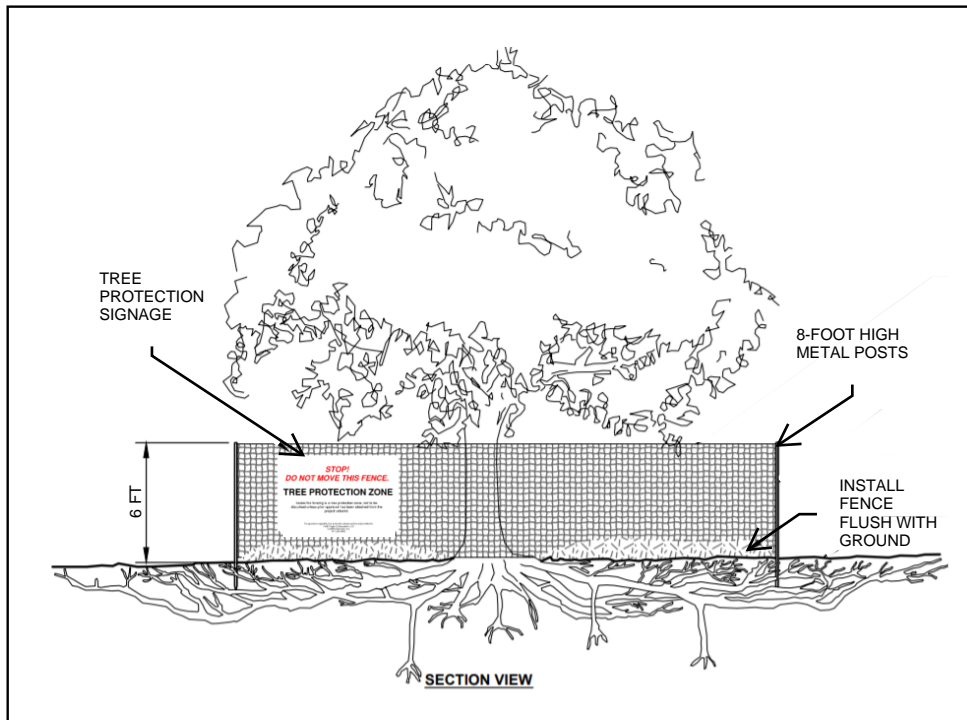 TREE
PROTECTION
SIGNAGE
8-FOOT HIGH
METAL POSTS
6 FT
STOP!
DO NOT MOVE THIS FENCE.
TREE PROTECTION ZONE
INSTALL
FENCE
FLUSH WITH
GROUND
SECTION VIEW